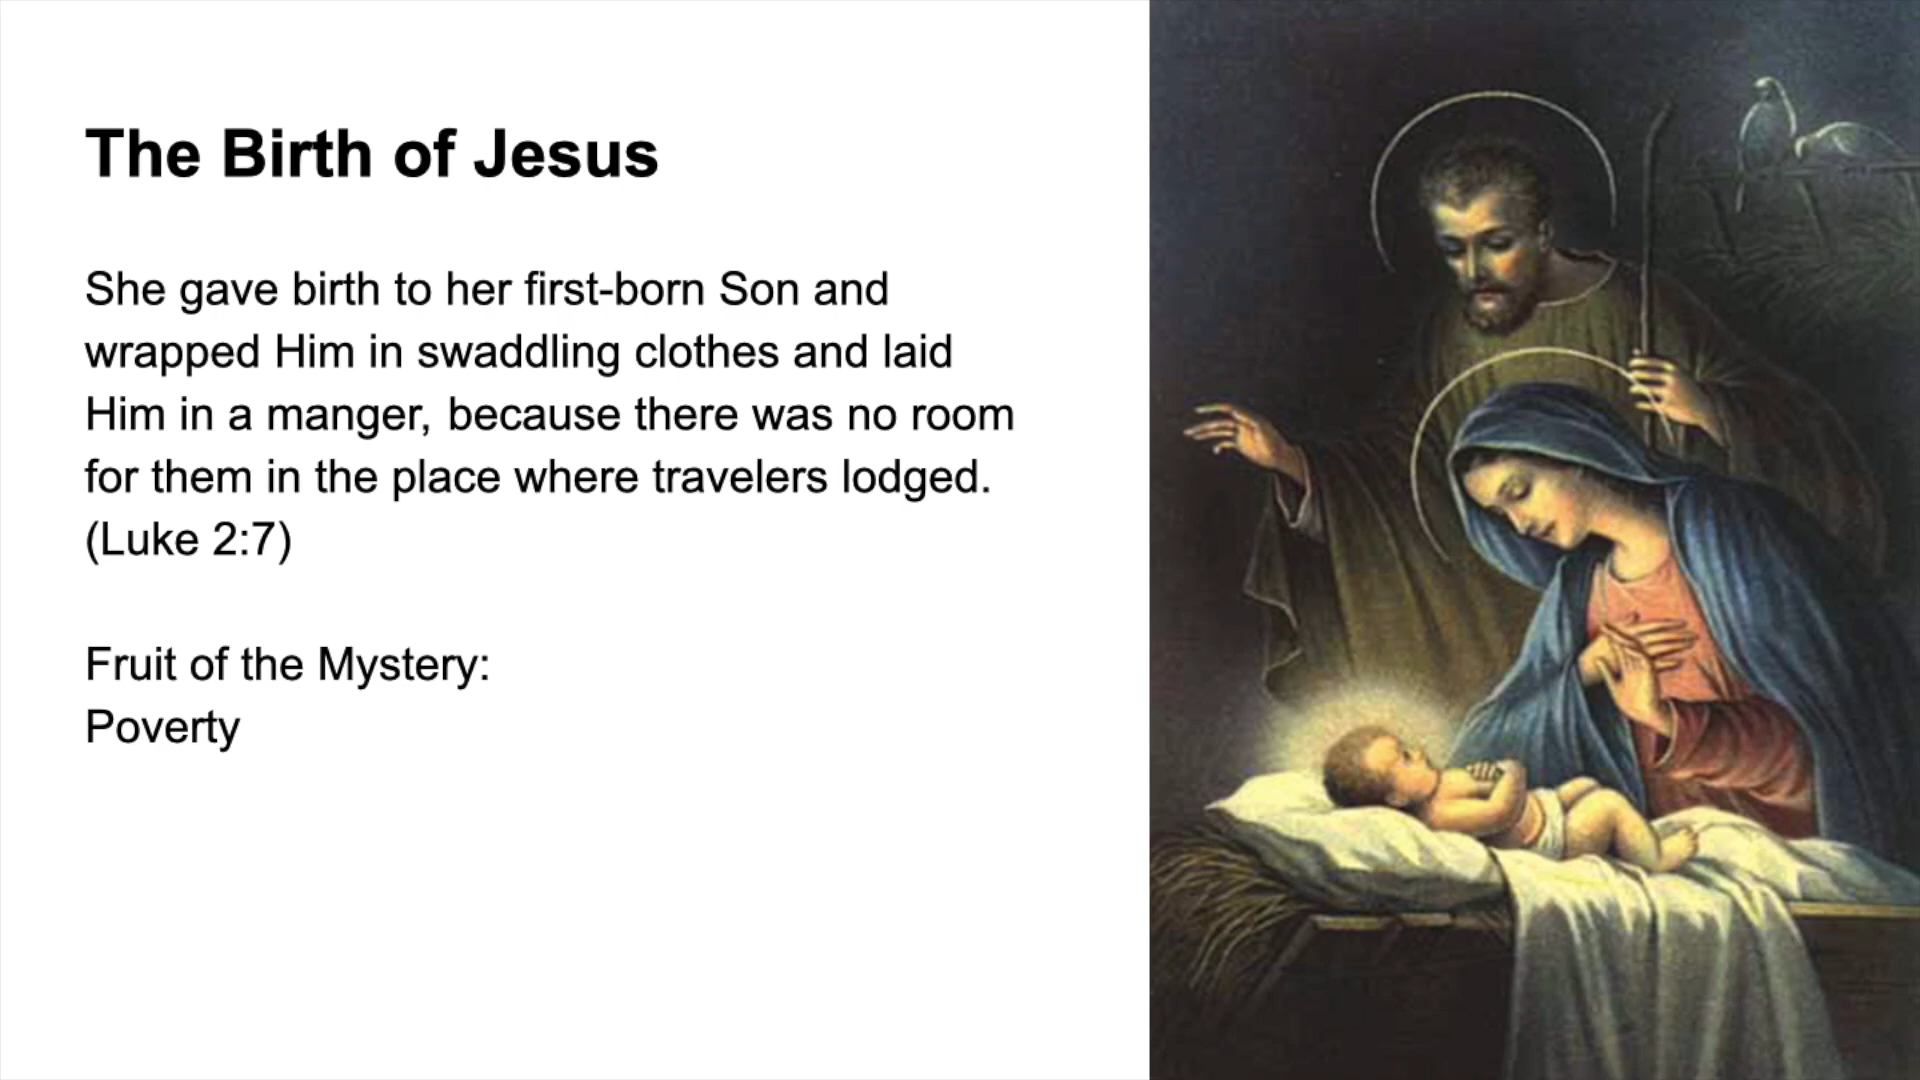 The Birth of Jesus
She gave birth to her first-born Son and
wrapped Him in swaddling clothes and laid
Him in a manger, because there was no room
for them in the place where travelers lodged.
(Luke 2:7)
Fruit of the Mystery:
Poverty